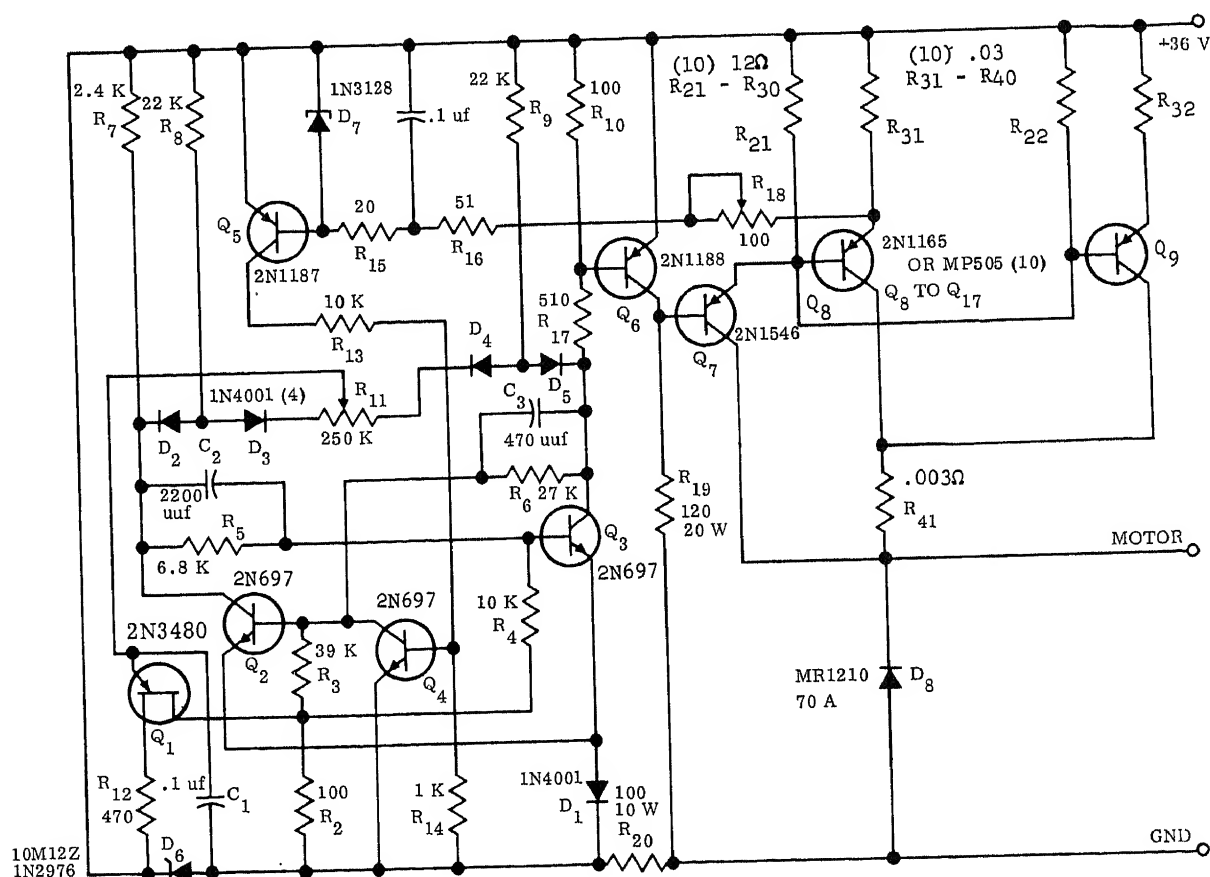 +36 V
2.4 K
R7
22 K
R8
1N3128
D7
.1 uf
22 K
R9
100
R10
(10) 12Ω
R21 - R30
R21
(10) .03
R31 - R40
R31
R22
R32
Q5
2N1187
20
R15
51
R16
R18
100
2N1188
Q6
2N1546
Q7
2N1165
OR MP505 (10)
Q8 TO Q17
Q8
Q9
10 K
R13
510
R17
D4
D5
1N4001 (4)
R11
250 K
C3
470 uuf
D2
C2
D3
2200
uuf
R6
27 K
R5
6.8 K
Q3
2N697
R19
120
20 W
.003Ω
R41
MOTOR
2N697
Q2
2N697
Q4
10 K
R4
2N3480
Q1
39 K
R3
MR1210
70 A
D8
R12
470
.1 uf
C1
100
R2
1 K
R14
1N4001
D1
100
10 W
R20
GND
10M12Z
1N2976
D6